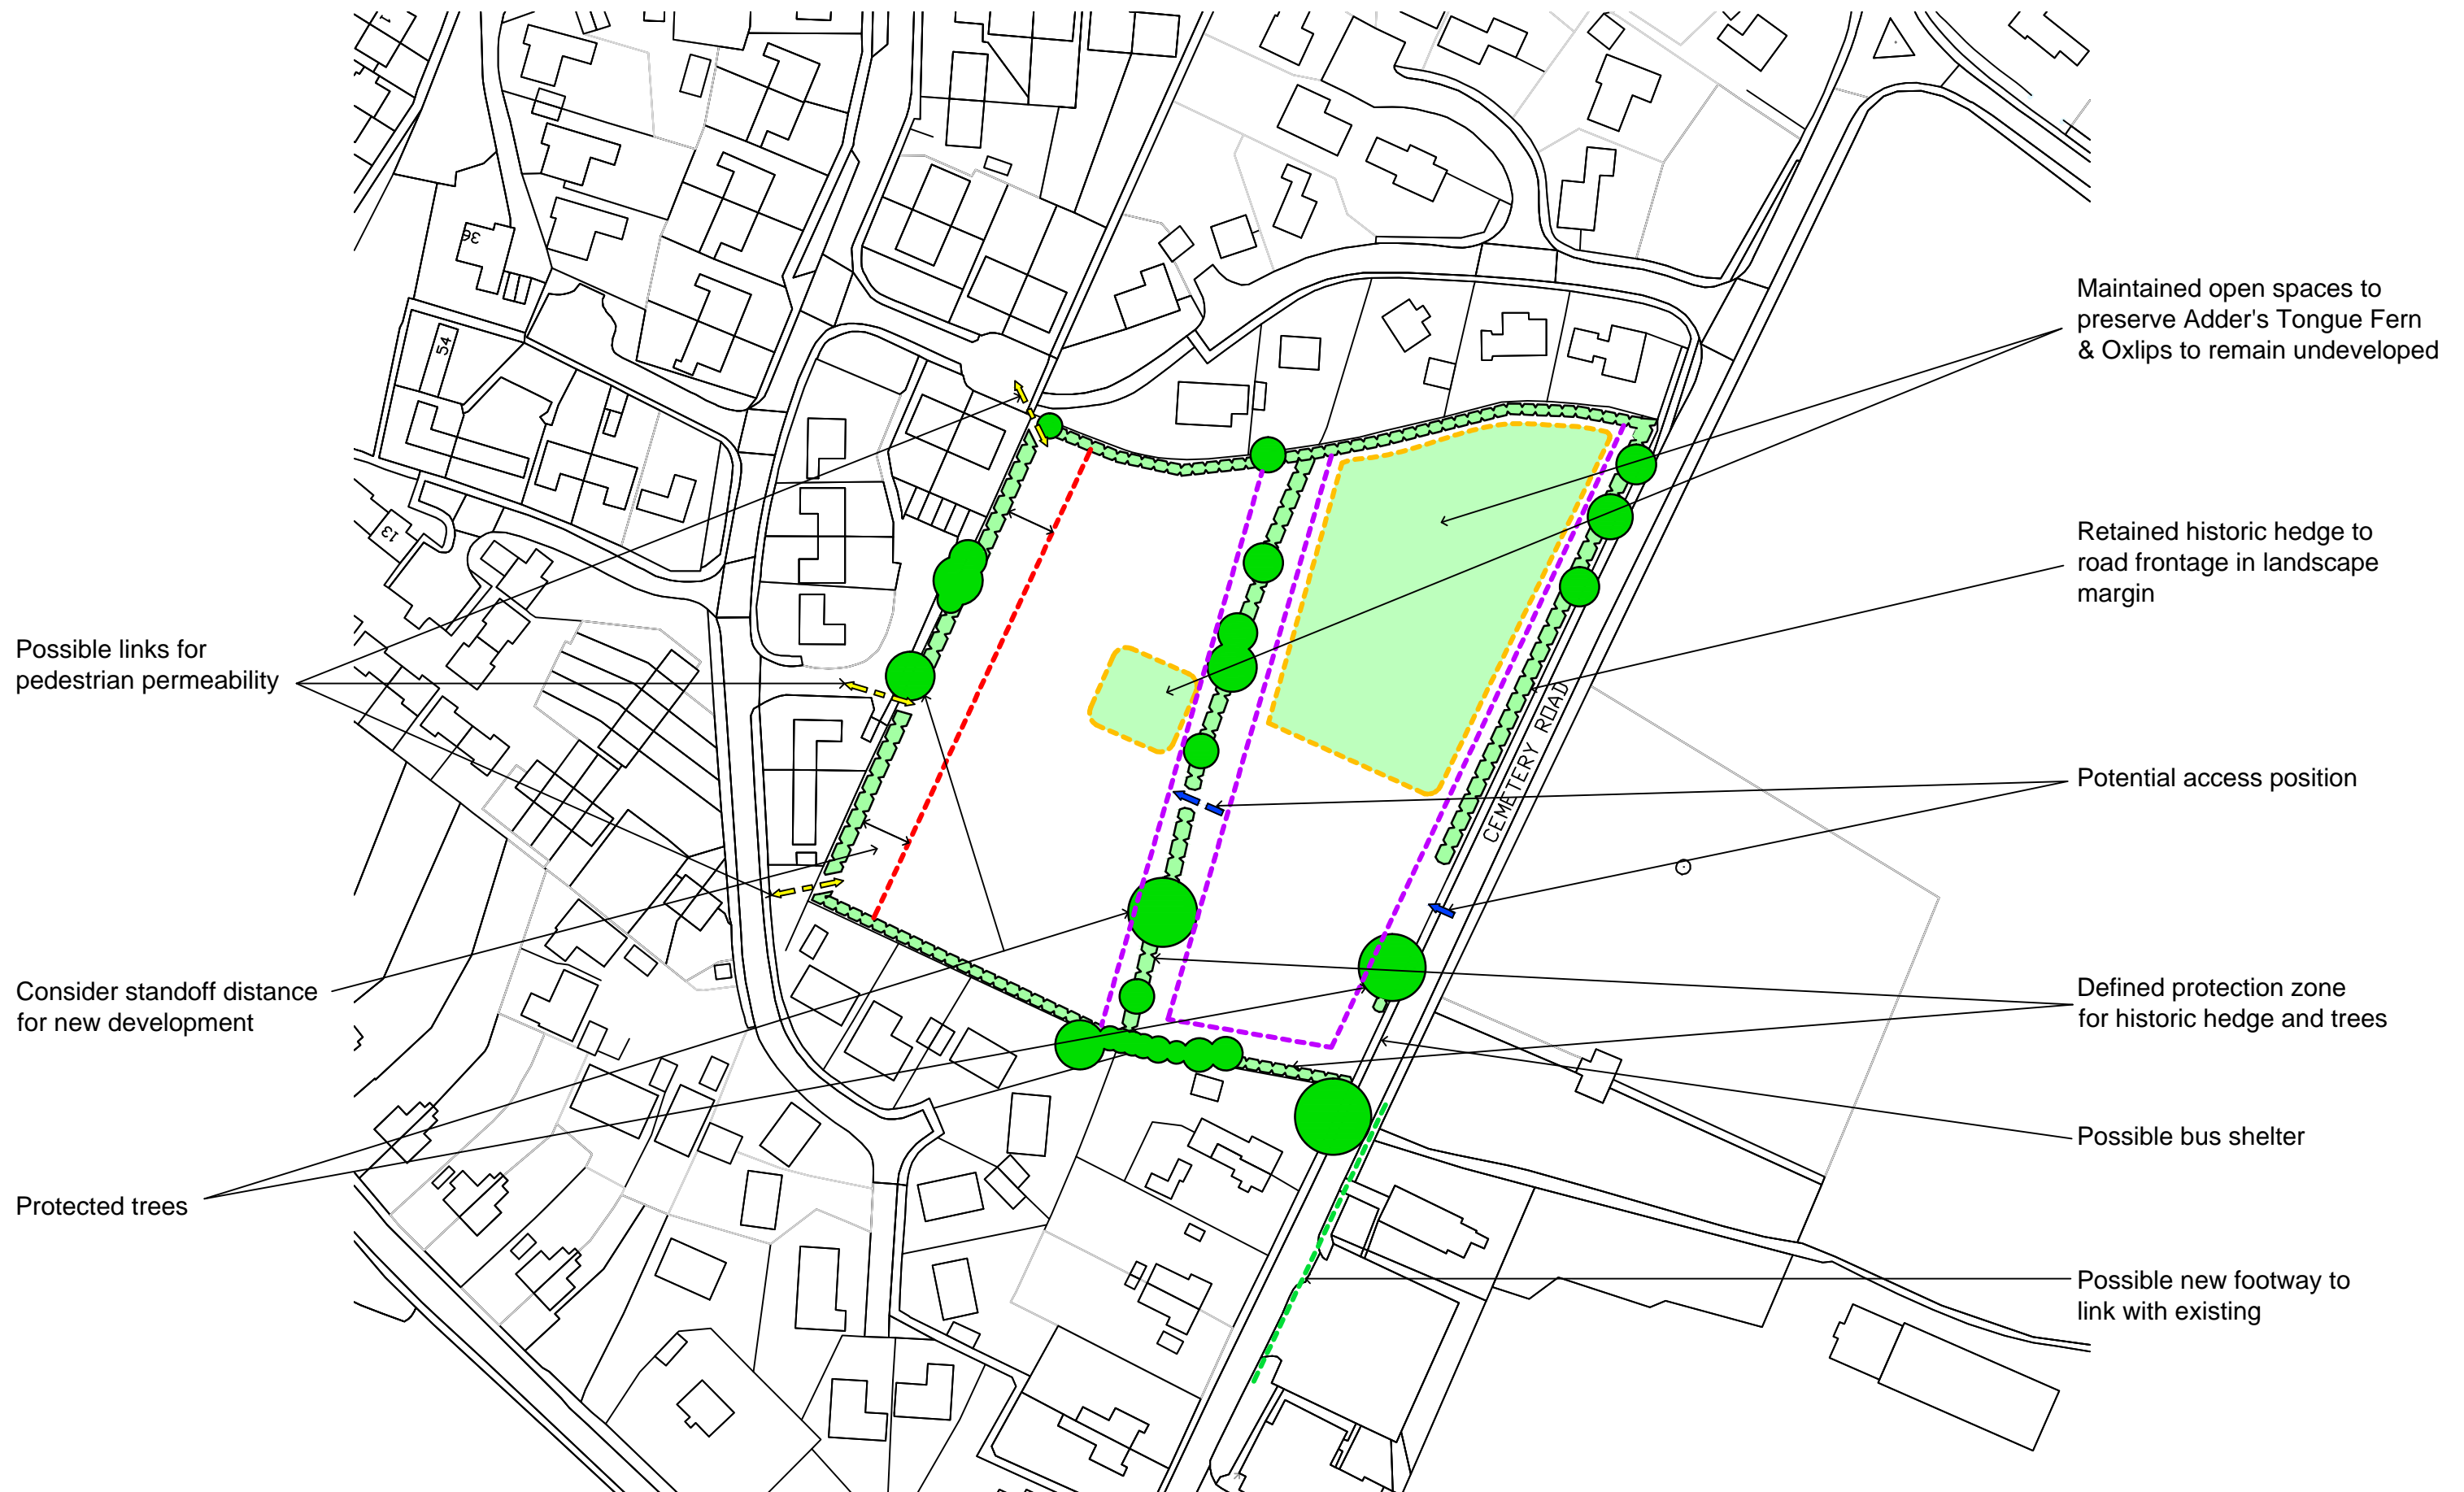 36
54
13
Maintained open spaces to
preserve Adder's Tongue Fern
& Oxlips to remain undeveloped
Retained historic hedge to
road frontage in landscape
margin
Possible links for
pedestrian permeability
CEMETERY ROAD
Potential access position
Consider standoff distance
for new development
Defined protection zone
for historic hedge and trees
Possible bus shelter
Protected trees
Possible new footway to
link with existing